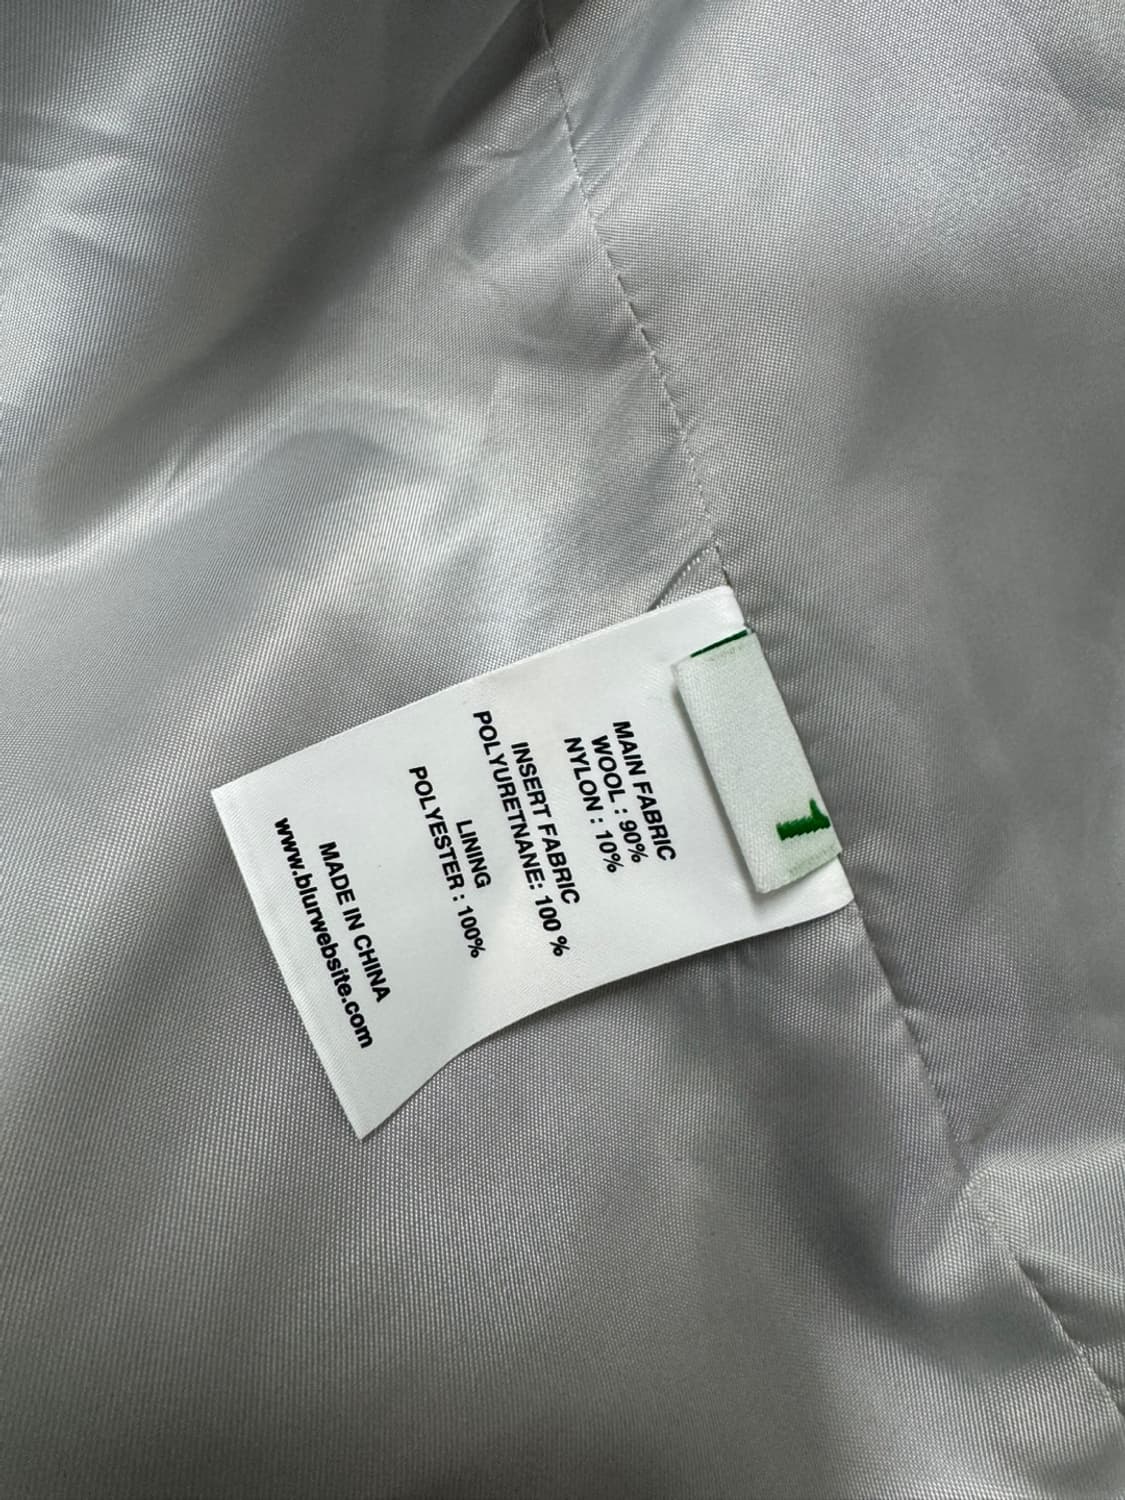 1
MAIN FABRIC
WOOL : 90%
NYLON : 10%
INSERT FABRIC
POLYURETNANE: 100 %
LINING
POLYESTER : 100%
MADE IN CHINA
www.blurwebsite.com